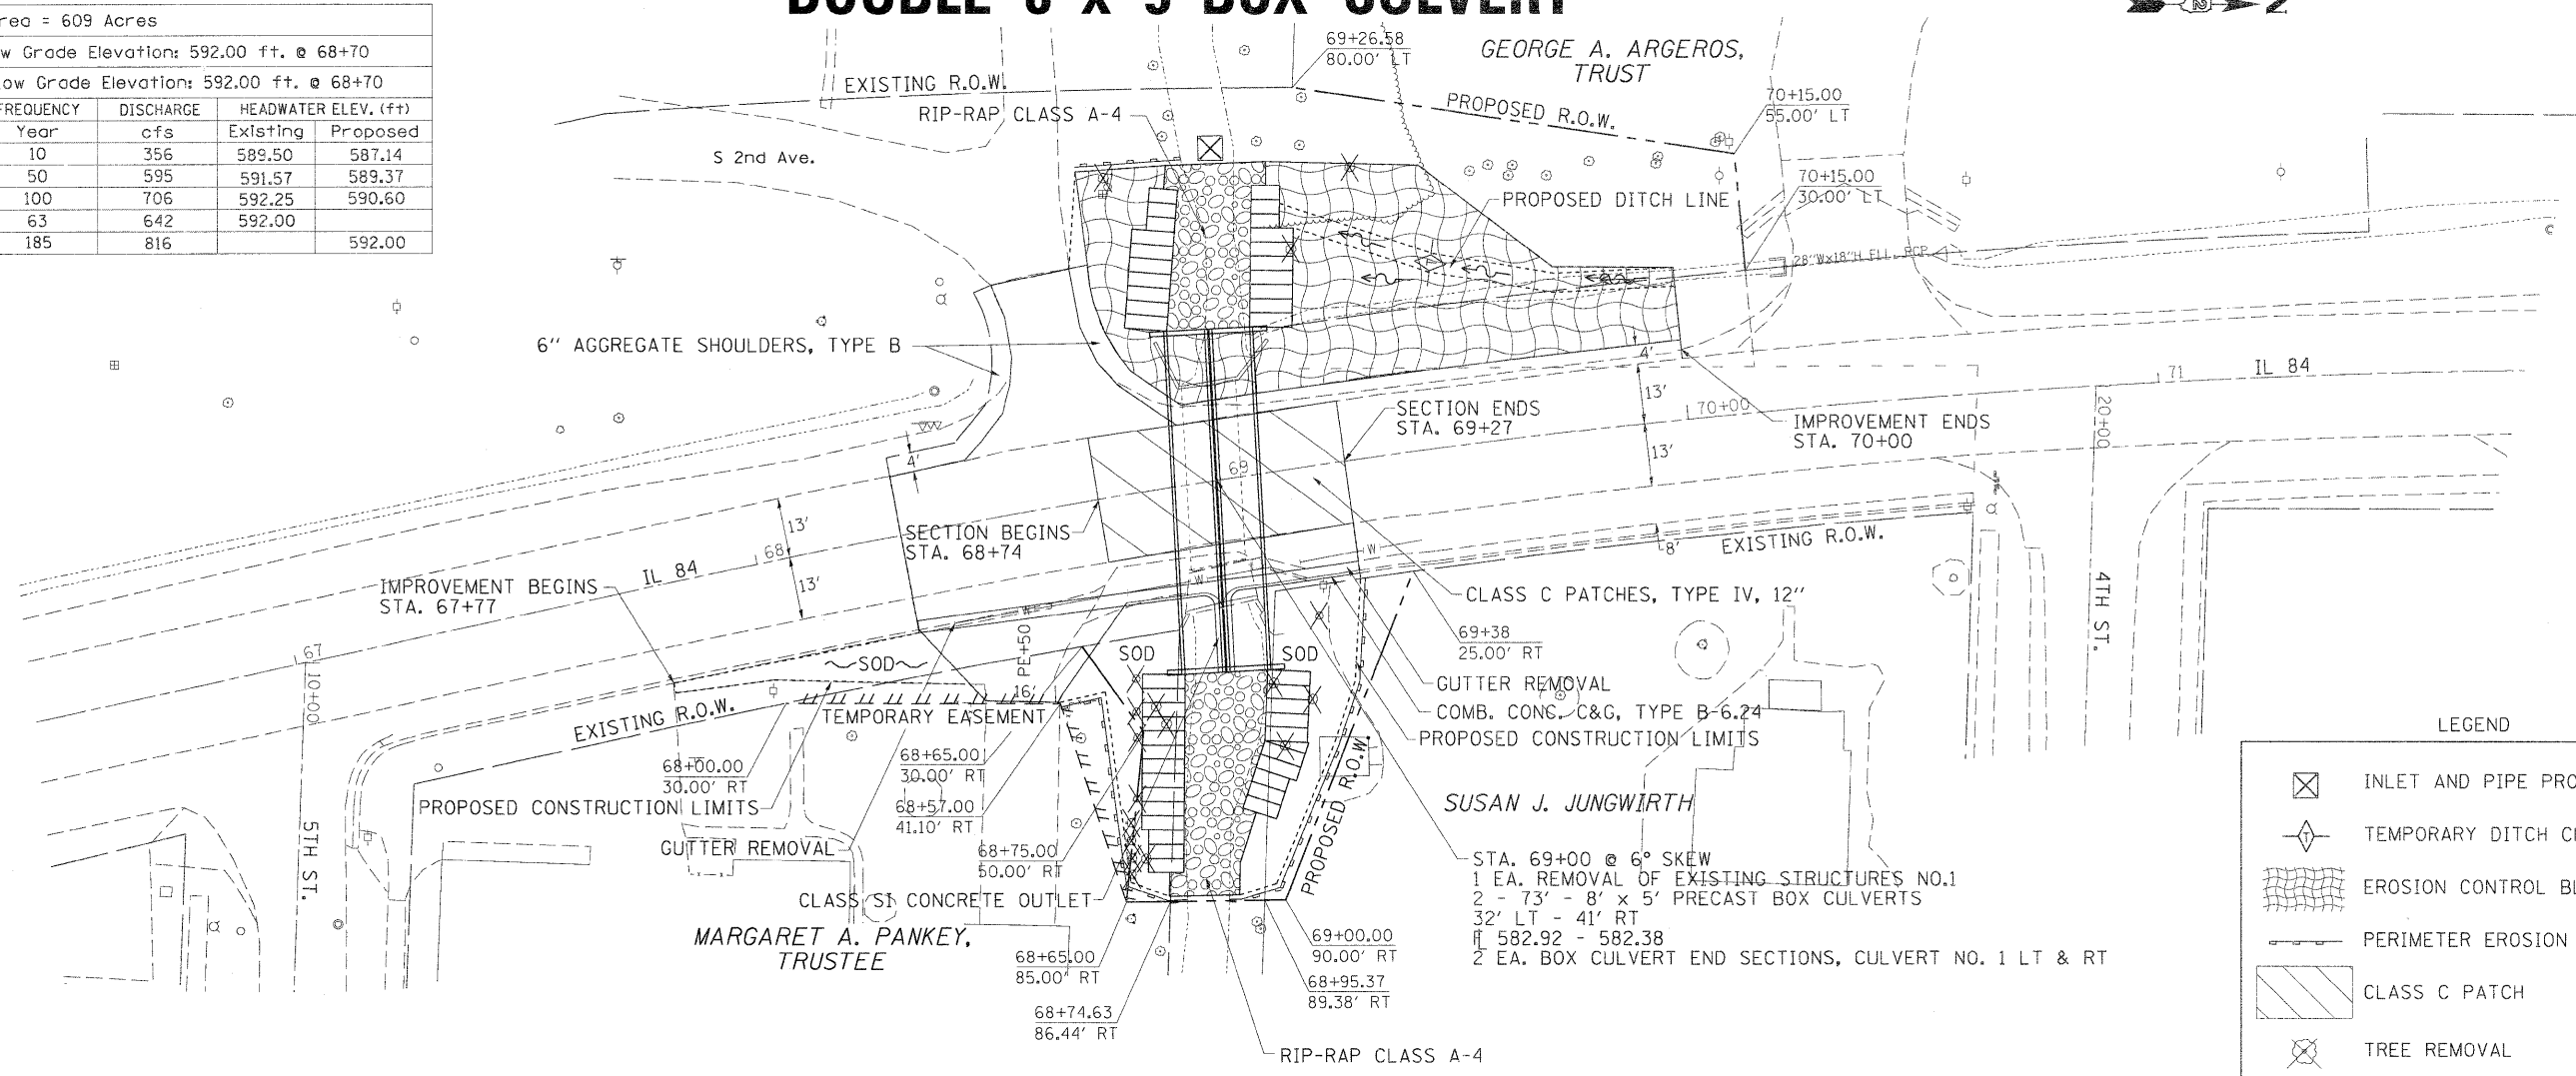 DOUBLE 8' X 5' BOX CULVERT
Area = 609 Acres
Grade Elevation: 592.00 ft. @ 68+70
Low Grade Elevation: 592.00 ft. @ 68+70
FREQUENCY DISCHARGE HEADWATER ELEV. (ft)
Year cfs Existing Proposed
10 356 589.50 587.14
50 595 591.57 589.37
100 706 592.25 590.60
63 642 592.00
185 816 592.00
69+26.58
80.00' LT
GEORGE A. ARGEROS,
TRUST
EXISTING R.O.W.
RIP-RAP CLASS A-4
PROPOSED R.O.W.
70+15.00
55.00' LT
S 2nd Ave.
70+15.00
30.00' LT
PROPOSED DITCH LINE
28"Wx18"H ELL. RCP
6" AGGREGATE SHOULDERS, TYPE B
4'
71
IL 84
13'
70+00
SECTION ENDS
STA. 69+27
IMPROVEMENT ENDS
STA. 70+00
20+00
13'
4'
69
SECTION BEGINS
STA. 68+74
13'
68
IL 84
13'
8'
EXISTING R.O.W.
W
W
W
IMPROVEMENT BEGINS
STA. 67+77
CLASS C PATCHES, TYPE IV, 12"
4TH ST.
67
10+00
69+38
25.00' RT
PE+50
16'
SOD
SOD
SOD
GUTTER REMOVAL
COMB. CONC. C&G, TYPE B-6.24
PROPOSED CONSTRUCTION LIMITS
TEMPORARY EASEMENT
EXISTING R.O.W.
68+00.00
30.00' RT
68+65.00
30.00' RT
PROPOSED CONSTRUCTION LIMITS
68+57.00
41.10' RT
PROPOSED R.O.W.
SUSAN J. JUNGWIRTH
5TH ST.
GUTTER REMOVAL
68+75.00
50.00' RT
CLASS SI CONCRETE OUTLET
STA. 69+00 @ 6° SKEW
1 EA. REMOVAL OF EXISTING STRUCTURES NO.1
2 - 73' - 8' x 5' PRECAST BOX CULVERTS
32' LT - 41' RT
FL 582.92 - 582.38
2 EA. BOX CULVERT END SECTIONS, CULVERT NO. 1 LT & RT
MARGARET A. PANKEY,
TRUSTEE
68+65.00
85.00' RT
69+00.00
90.00' RT
68+95.37
89.38' RT
68+74.63
86.44' RT
RIP-RAP CLASS A-4
LEGEND
INLET AND PIPE
TEMPORARY DITCH
T
EROSION CONTROL
PERIMETER EROSION
CLASS C PATCH
TREE REMOVAL